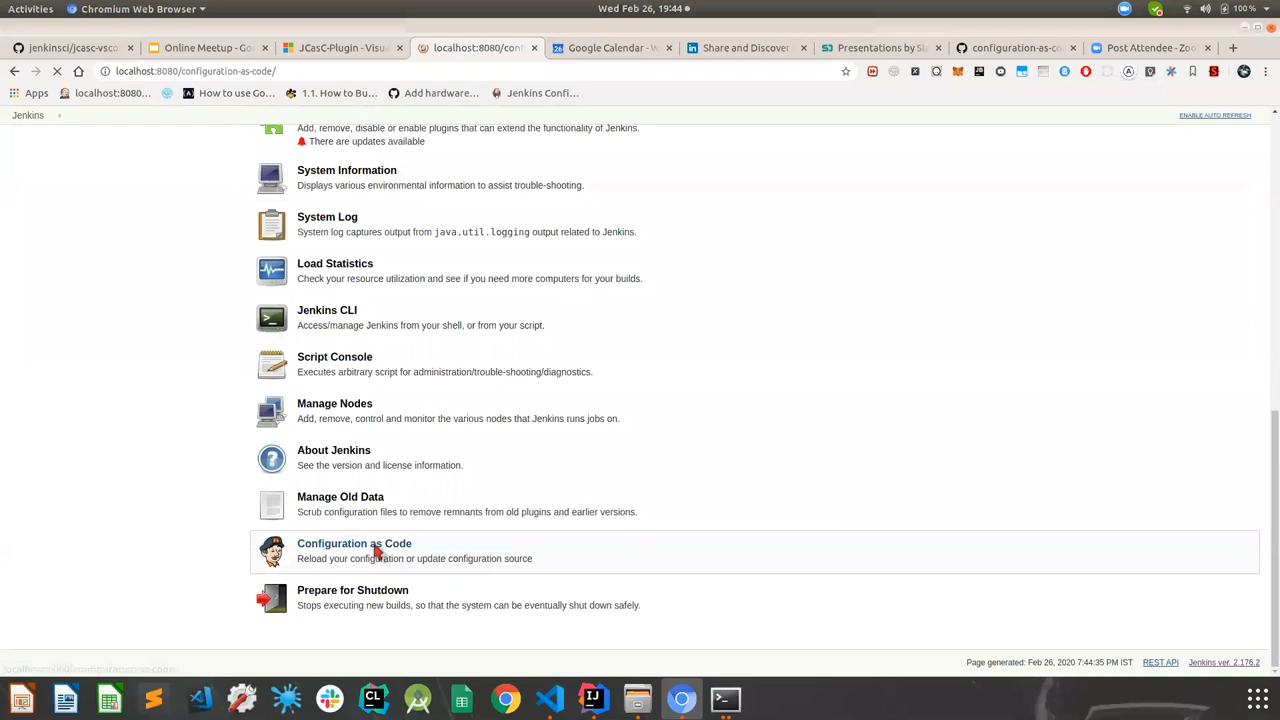 Activities
Chromium Web Browser
Wed Feb 26, 19:44
100 %
jenkinsci/jcasc-vsco
Online Meetup - Go
JCasC-Plugin - Visua
localhost:8080/conf
Google Calendar - W
Share and Discover
Presentations by Sl
configuration-as-co
Post Attendee - Zoo
localhost:8080/configuration-as-code/
Apps
localhost:8080...
How to use Go...
1.1. How to Bu...
Add hardware...
Jenkins Confi...
Jenkins
ENABLE AUTO REFRESH
Add, remove, disable or enable plugins that can extend the functionality of Jenkins.
There are updates available
System Information
Displays various environmental information to assist trouble-shooting.
System Log
System log captures output from java.util.logging output related to Jenkins.
Load Statistics
Check your resource utilization and see if you need more computers for your builds.
Jenkins CLI
Access/manage Jenkins from your shell, or from your script.
Script Console
Executes arbitrary script for administration/trouble-shooting/diagnostics.
Manage Nodes
Add, remove, control and monitor the various nodes that Jenkins runs jobs on.
About Jenkins
See the version and license information.
Manage Old Data
Scrub configuration files to remove remnants from old plugins and earlier versions.
Configuration as Code
Reload your configuration or update configuration source
Prepare for Shutdown
Stops executing new builds, so that the system can be eventually shut down safely.
Page generated: Feb 26, 2020 7:44:35 PM IST
REST API
Jenkins ver. 2.176.2